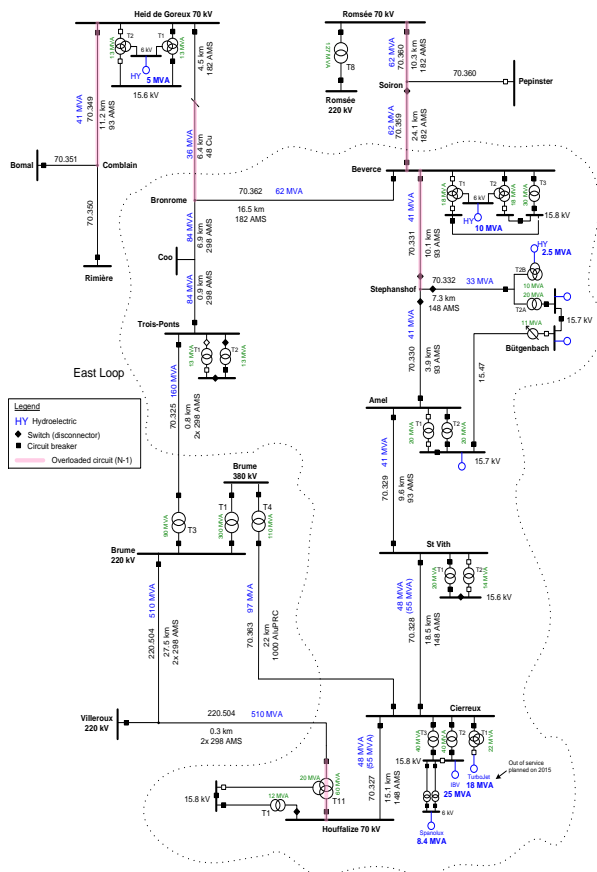 Heid de Goreux 70 kV
T2
T1
13 MVA
6 kV
13 MVA
HY
5 MVA
15.6 kV
41 MVA
70.349
11.2 km
93 AMS
4.5 km
182 AMS
36 MVA
6.4 km
48 Cu
Bomal
70.351
Comblain
70.350
Rimière
Romsée 70 kV
127 MVA
T8
Romsée
220 kV
62 MVA
70.360
10.3 km
182 AMS
Soiron
70.360
Pepinster
62 MVA
70.359
24.1 km
182 AMS
Beverce
Bronrome
70.362
62 MVA
16.5 km
182 AMS
T1
T2
T3
18 MVA
6 kV
18 MVA
30 MVA
HY
10 MVA
15.8 kV
41 MVA
70.331
10.1 km
93 AMS
84 MVA
6.9 km
298 AMS
Coo
84 MVA
0.9 km
298 AMS
HY
2.5 MVA
Stephanshof
70.332
33 MVA
7.3 km
148 AMS
T2B
10 MVA
20 MVA
T2A
15.7 kV
11 MVA
Bütgenbach
15.47
41 MVA
70.330
3.9 km
93 AMS
Trois-Ponts
T1
T2
13 MVA
13 MVA
East Loop
Legend
HY Hydroelectric
Switch (disconnector)
Circuit breaker
Overloaded circuit (N-1)
160 MVA
70.325
0.8 km
2x 298 AMS
Amel
T1
T2
20 MVA
15.7 kV
41 MVA
70.329
9.6 km
93 AMS
Brume
380 kV
T1
T4
300 MVA
110 MVA
90 MVA
T3
Brume
220 kV
St Vith
T1
T2
20 MVA
14 MVA
15.6 kV
510 MVA
220.504
27.5 km
2x 298 AMS
97 MVA
70.363
22 km
1000 AluPRC
48 MVA
(55 MVA)
70.328
18.5 km
148 AMS
Villeroux
220 kV
220.504
510 MVA
0.3 km
2x 298 AMS
Cierreux
48 MVA
(55 MVA)
70.327
15.1 km
148 AMS
T3
T2
T1
40 MVA
40 MVA
22 MVA
15.8 kV
IBV
25 MVA
TurboJet
18 MVA
Out of service
planned on 2015
6 kV
Spanolux
8.4 MVA
20 MVA
60 MVA
T11
15.8 kV
12 MVA
T1
Houffalize 70 kV